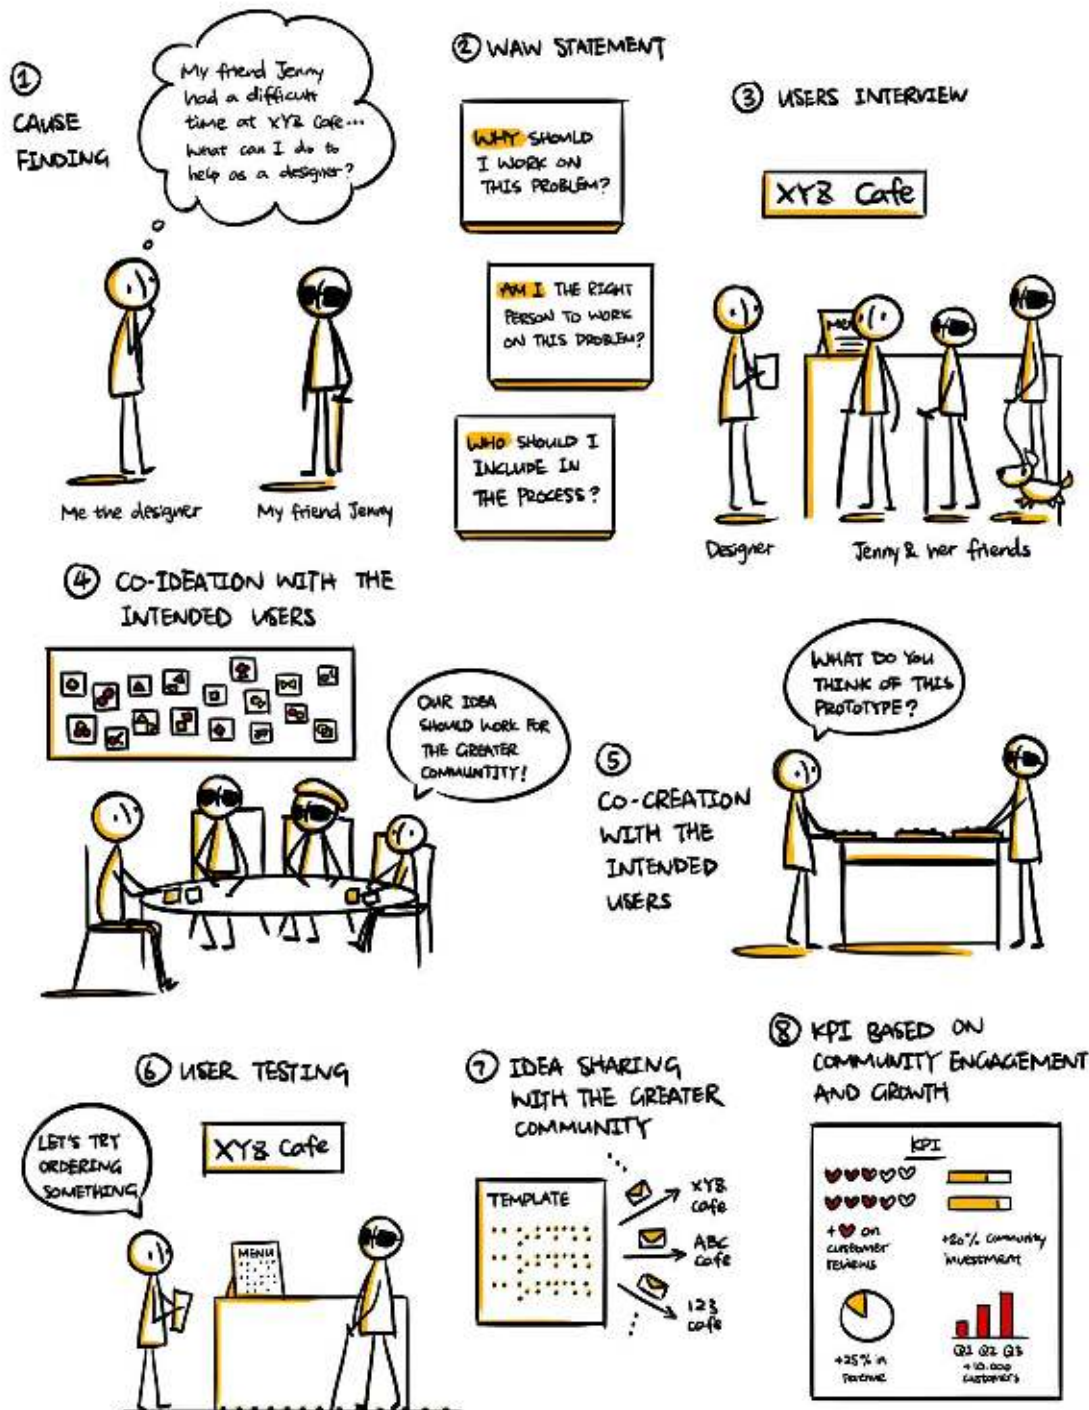 ①
CAUSE
FINDING
My friend Jenny
had a difficult
time at XYZ Cafe...
what can I do to
help as a designer?
Me the designer
My friend Jenny
② WAW STATEMENT
WHY SHOULD
I WORK ON
THIS PROBLEM?
AM I THE RIGHT
PERSON TO WORK
ON THIS PROBLEM?
WHO SHOULD I
INCLUDE IN
THE PROCESS?
③ USERS INTERVIEW
XYZ Cafe
Designer
Jenny & her friends
④ CO-IDEATION WITH THE
INTENDED USERS
OUR IDEA
SHOULD WORK FOR
THE GREATER
COMMUNTITY!
⑤
CO-CREATION
WITH THE
INTENDED
USERS
WHAT DO YOU
THINK OF THIS
PROTOTYPE?
⑥ USER TESTING
LET'S TRY
ORDERING
SOMETHING
XYZ Cafe
MENU
⑦ IDEA SHARING
WITH THE GREATER
COMMUNITY
TEMPLATE
XYZ
cafe
ABC
cafe
123
cafe
⑧ KPI BASED ON
COMMUNITY ENGAGEMENT
AND GROWTH
KPI
+ ♥ on
customer
reviews
+20% community
investment
+25% in
revenue
Q1 Q2 Q3
+10.000
customers